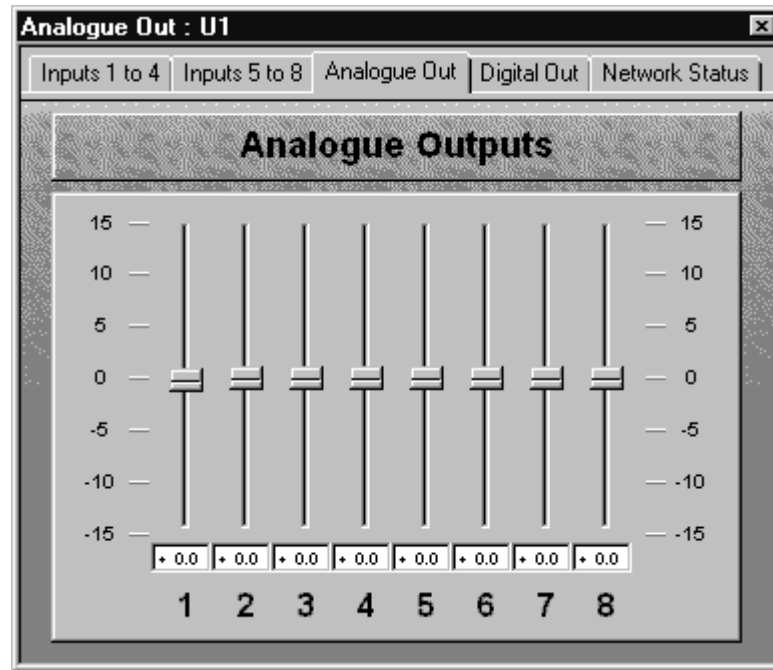 Analogue Out : U1
Inputs 1 to 4 Inputs 5 to 8 Analogue Out Digital Out Network Status
Analogue Outputs
15 15
10 10
5 5
0 0
-5 -5
-10 -10
-15 -15
+ 0.0 + 0.0 + 0.0 + 0.0 + 0.0 + 0.0 + 0.0 + 0.0
1 2 3 4 5 6 7 8